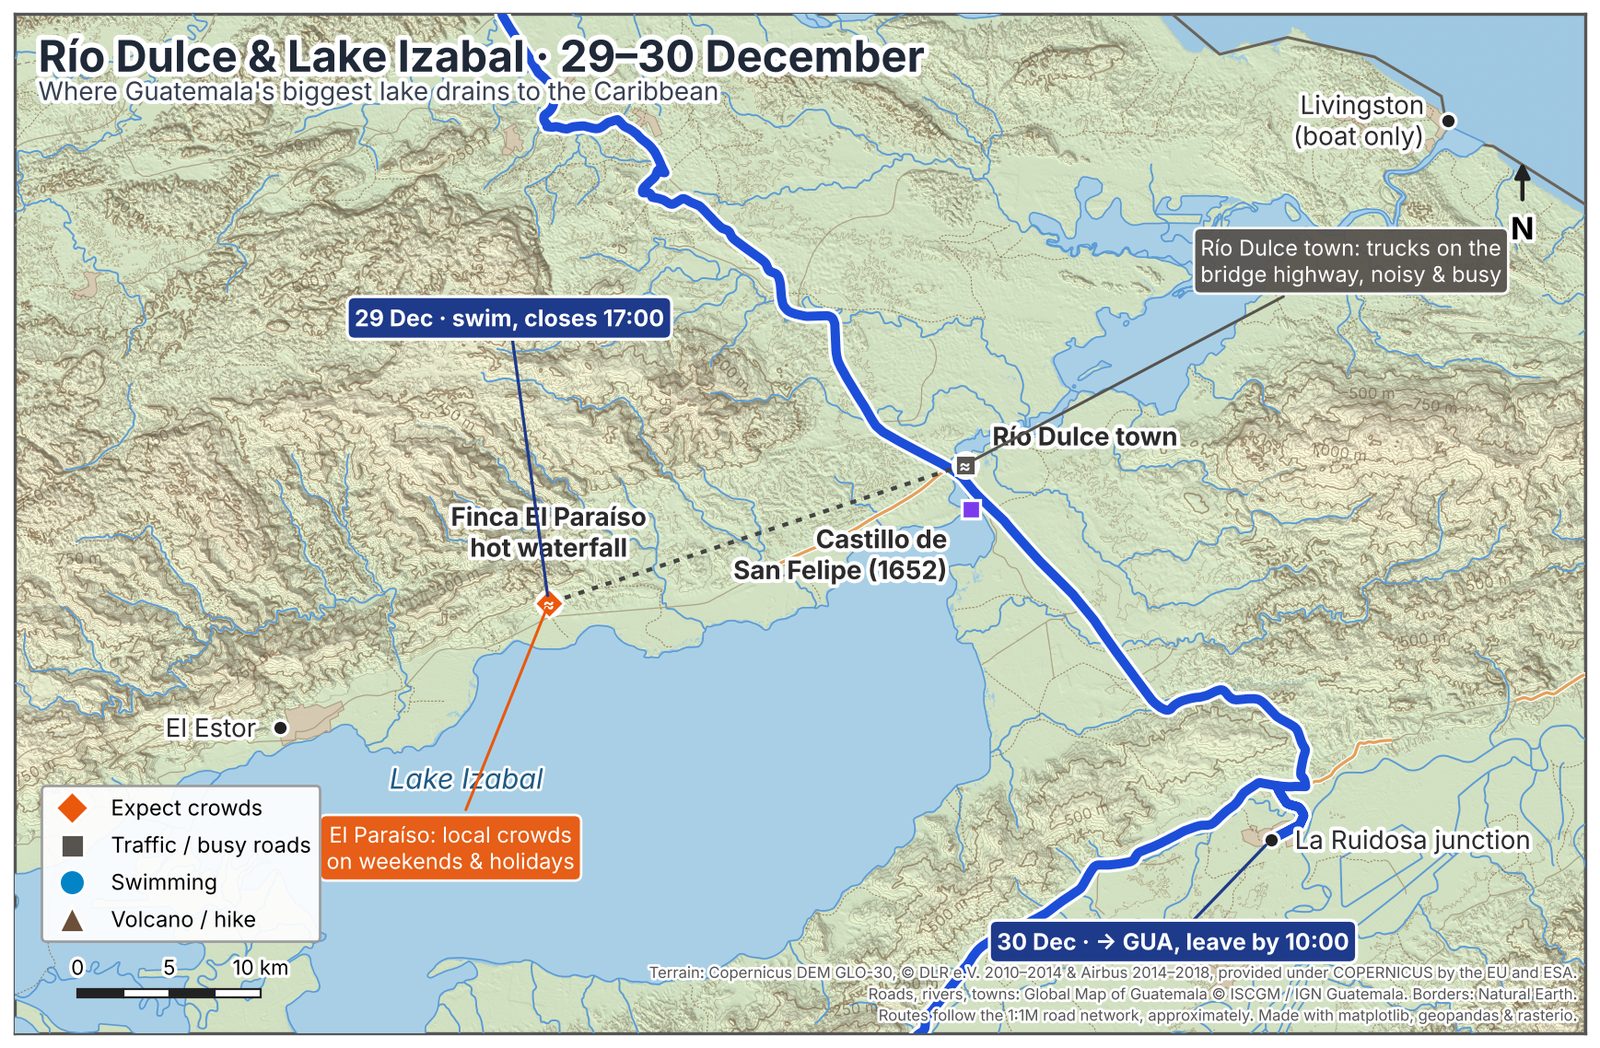 Río Dulce & Lake Izabal · 29–30 December
Where Guatemala's biggest lake drains to the Caribbean
Livingston
(boat only)
N
Río Dulce town: trucks on the
bridge highway, noisy & busy
29 Dec · swim, closes 17:00
500 m
750 m
Río Dulce town
1000 m
Finca El Paraíso
hot waterfall
Castillo de
San Felipe (1652)
750 m
500 m
El Estor
Lake Izabal
Expect crowds
Traffic / busy roads
Swimming
Volcano / hike
El Paraíso: local crowds
on weekends & holidays
500
La Ruidosa junction
30 Dec · → GUA, leave by 10:00
0 5 10 km
Terrain: Copernicus DEM GLO-30, © DLR e.V. 2010–2014 & Airbus 2014–2018, provided under COPERNICUS by the EU and ESA.
Roads, rivers, towns: Global Map of Guatemala © ISCGM / IGN Guatemala. Borders: Natural Earth.
Routes follow the 1:1M road network, approximately. Made with matplotlib, geopandas & rasterio.